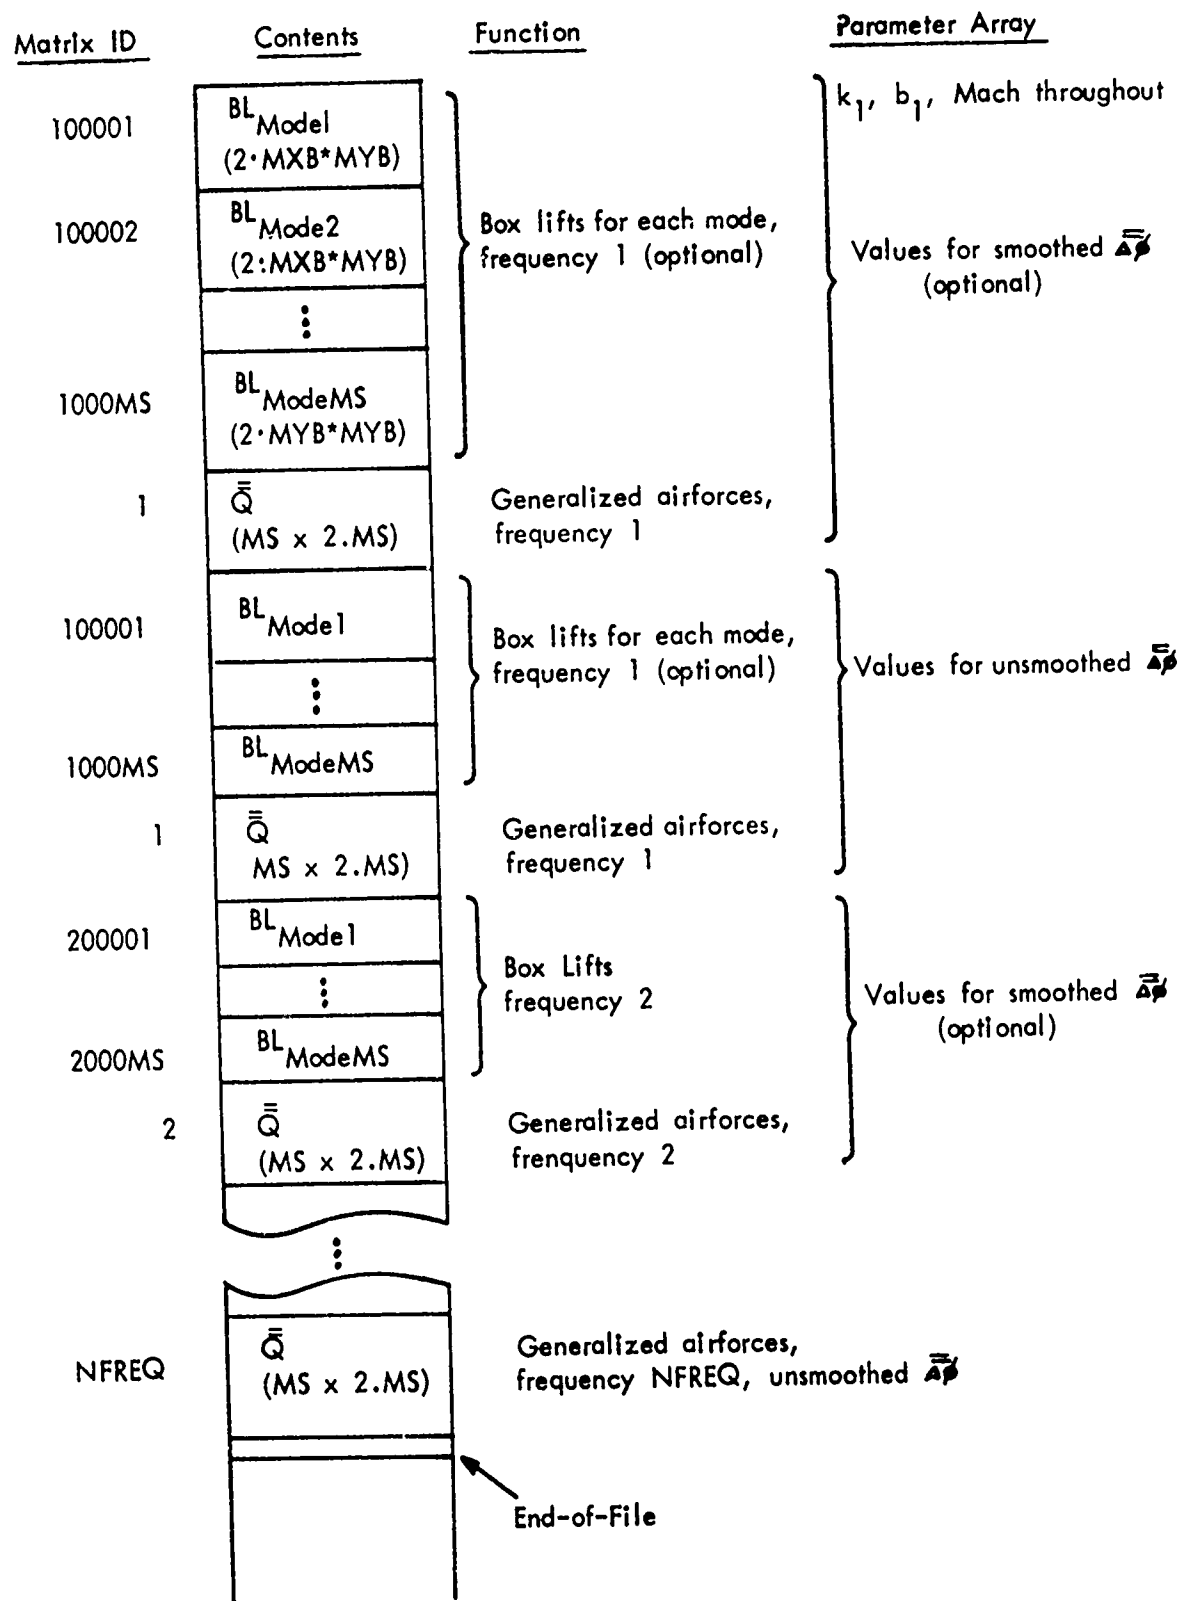 Matrix ID Contents Function Parameter Array
100001 BL Mode1 k1, b1, Mach throughout
(2·MXB*MYB)
100002 BL Mode2 Box lifts for each mode, Values for smoothed Δφ
(2:MXB*MYB) frequency 1 (optional) (optional)
1000MS BL ModeMS
(2·MYB*MYB)
1 Q Generalized airforces,
(MS x 2.MS) frequency 1
100001 BL Mode1 Box lifts for each mode,
frequency 1 (optional) Values for unsmoothed Δφ
1000MS BL ModeMS
1 Q Generalized airforces,
MS x 2.MS) frequency 1
200001 BL Mode1
Box Lifts Values for smoothed Δφ
frequency 2 (optional)
2000MS BL ModeMS
2 Q Generalized airforces,
(MS x 2.MS) frenquency 2
NFREQ Q Generalized airforces,
(MS x 2.MS) frequency NFREQ, unsmoothed Δφ
End-of-File